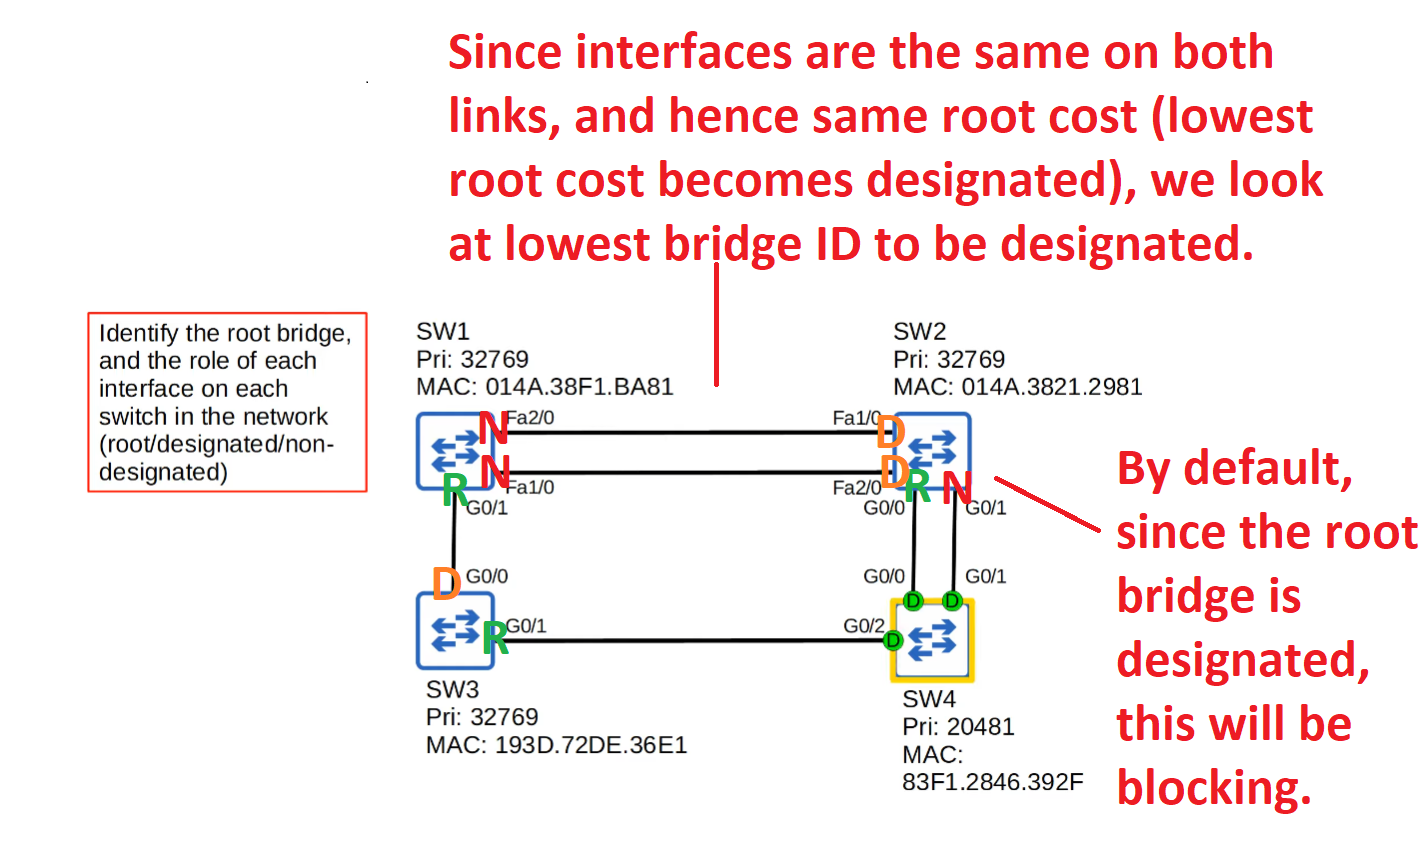 Since interfaces are the same on both
links, and hence same root cost (lowest
root cost becomes designated), we look
at lowest bridge ID to be designated.
Identify the root bridge,
and the role of each
interface on each
switch in the network
(root/designated/non-
designated)
SW1
Pri: 32769
MAC: 014A.38F1.BA81
SW2
Pri: 32769
MAC: 014A.3821.2981
N Fa2/0
Fa1/0 D
N Fa1/0
Fa2/0 D
R G0/1
G0/0 R
N G0/1
By default,
since the root
bridge is
designated,
this will be
blocking.
D G0/0
G0/0 D
G0/1 D
R G0/1
G0/2 D
SW3
Pri: 32769
MAC: 193D.72DE.36E1
SW4
Pri: 20481
MAC:
83F1.2846.392F